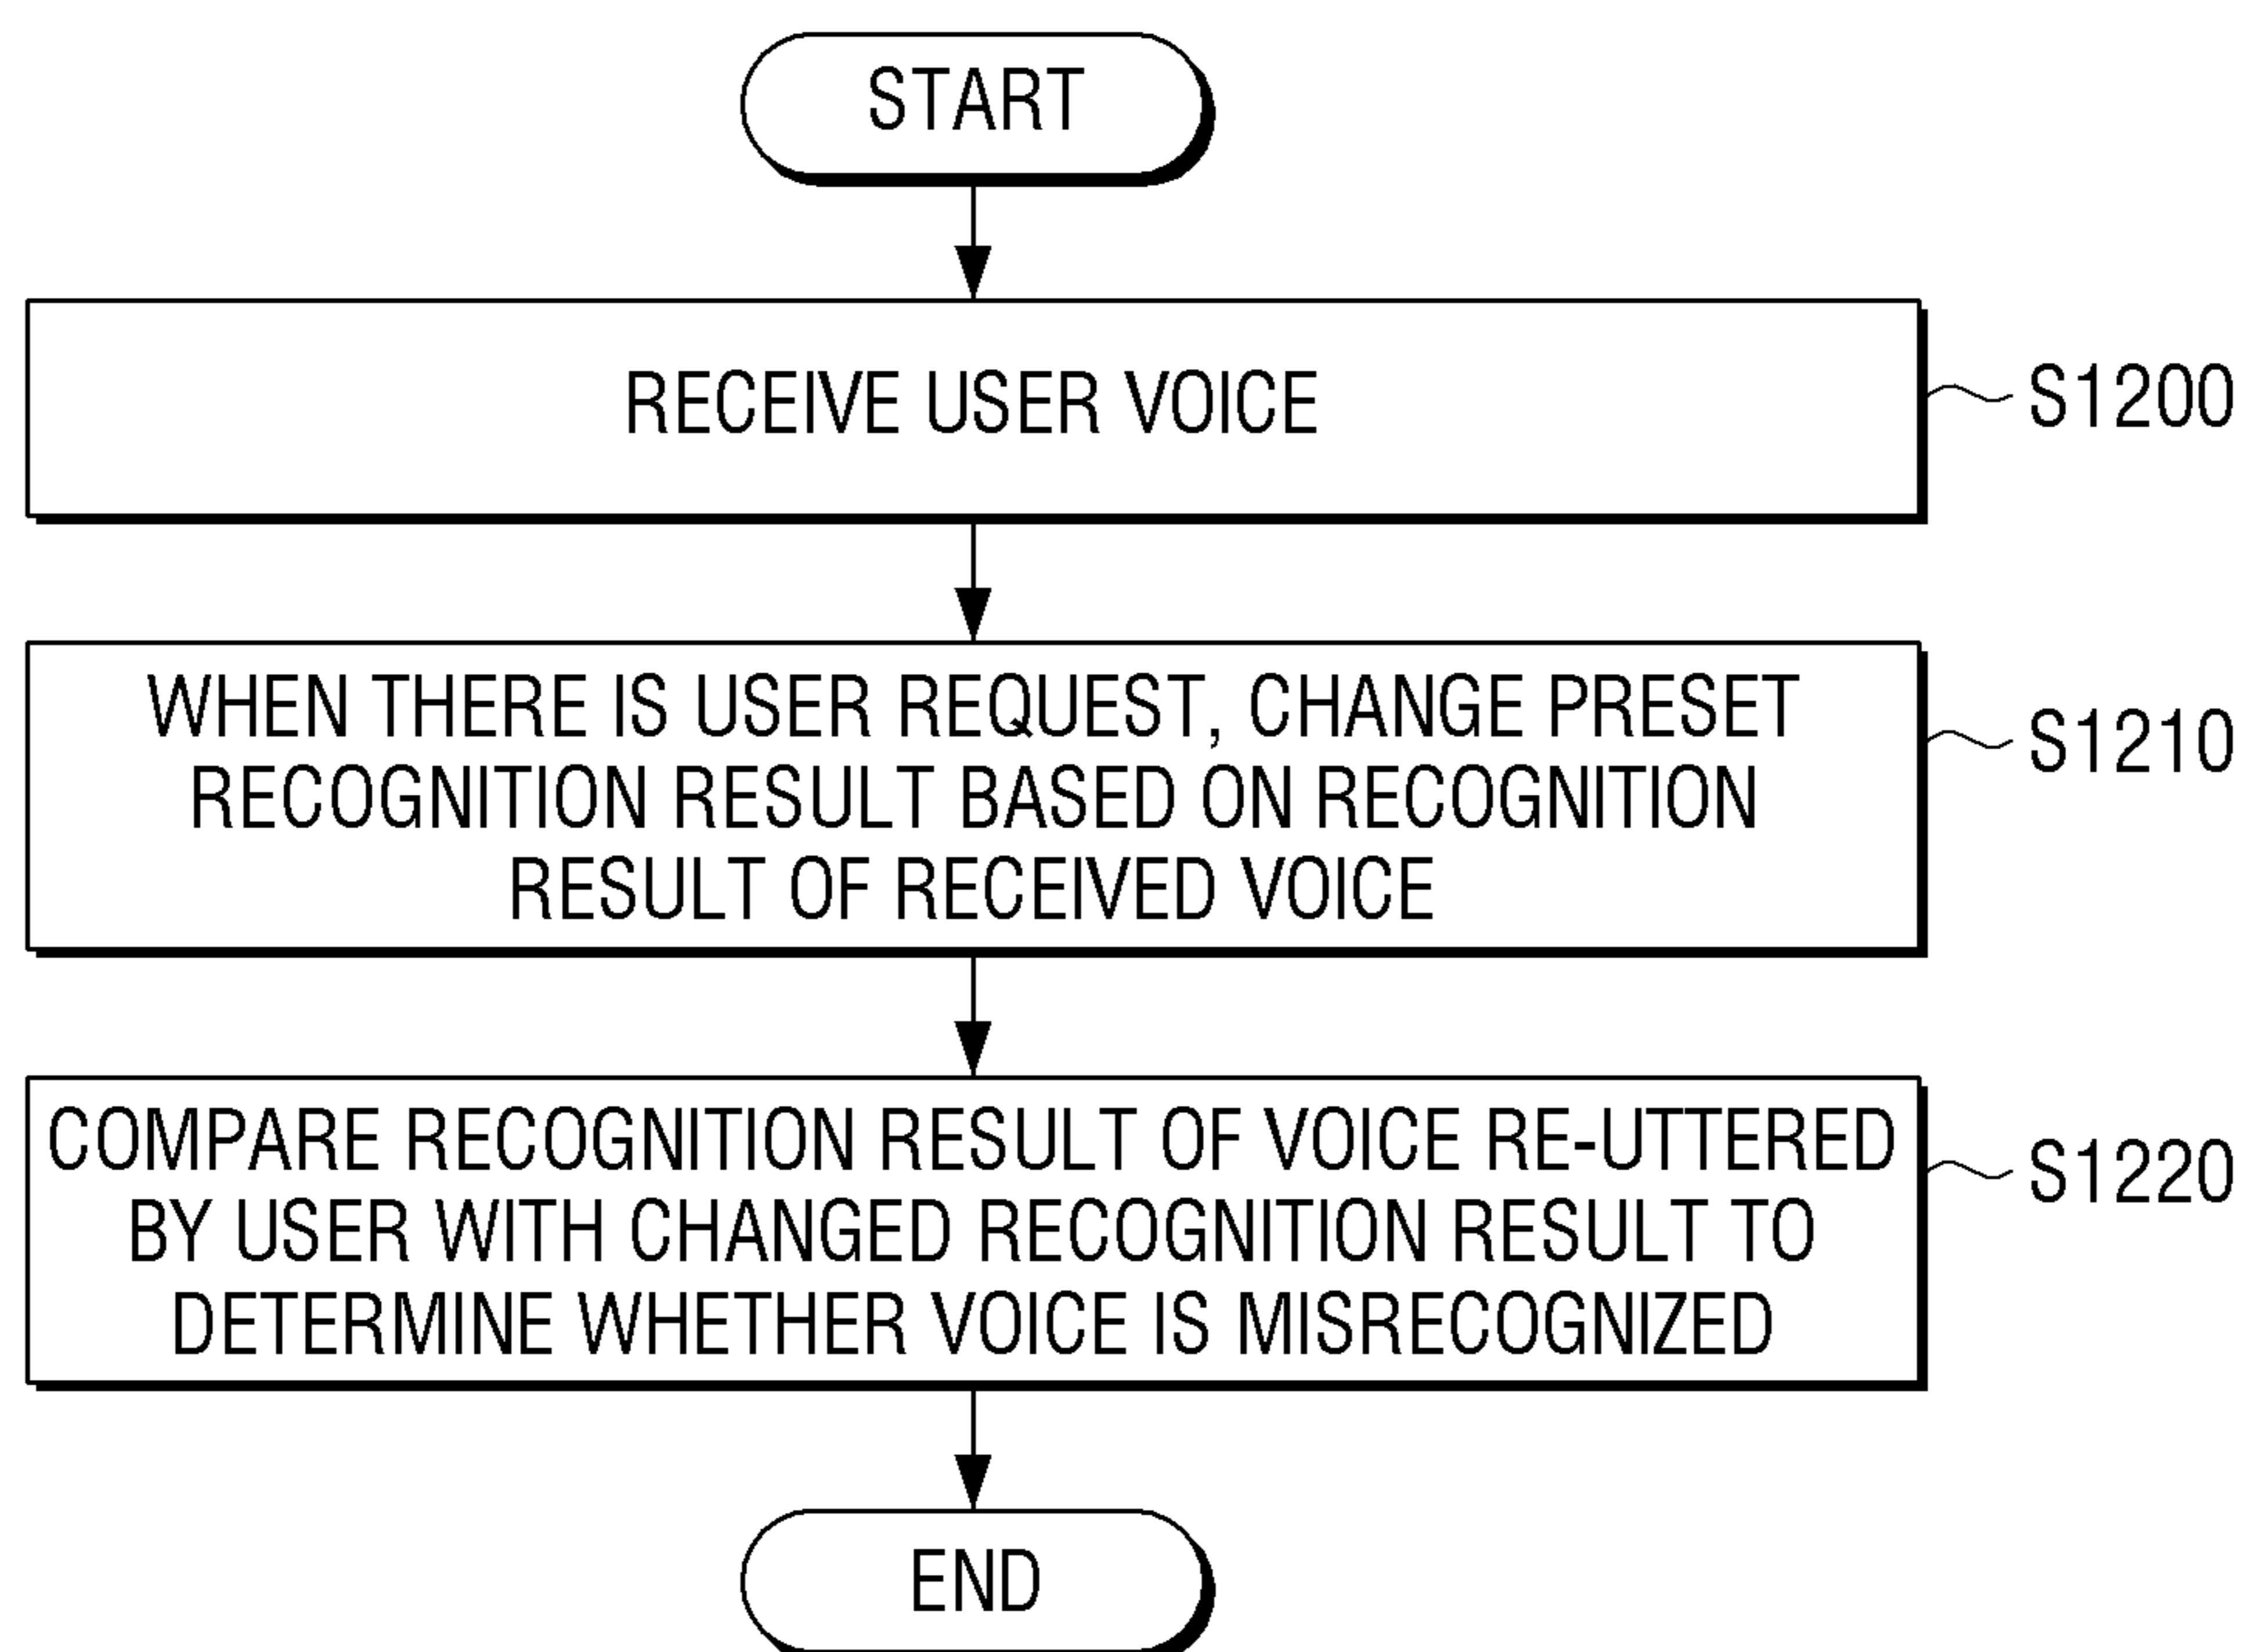 START
RECEIVE USER VOICE
S1200
WHEN THERE IS USER REQUEST, CHANGE PRESET
RECOGNITION RESULT BASED ON RECOGNITION
RESULT OF RECEIVED VOICE
S1210
COMPARE RECOGNITION RESULT OF VOICE RE-UTTERED
BY USER WITH CHANGED RECOGNITION RESULT TO
DETERMINE WHETHER VOICE IS MISRECOGNIZED
S1220
END